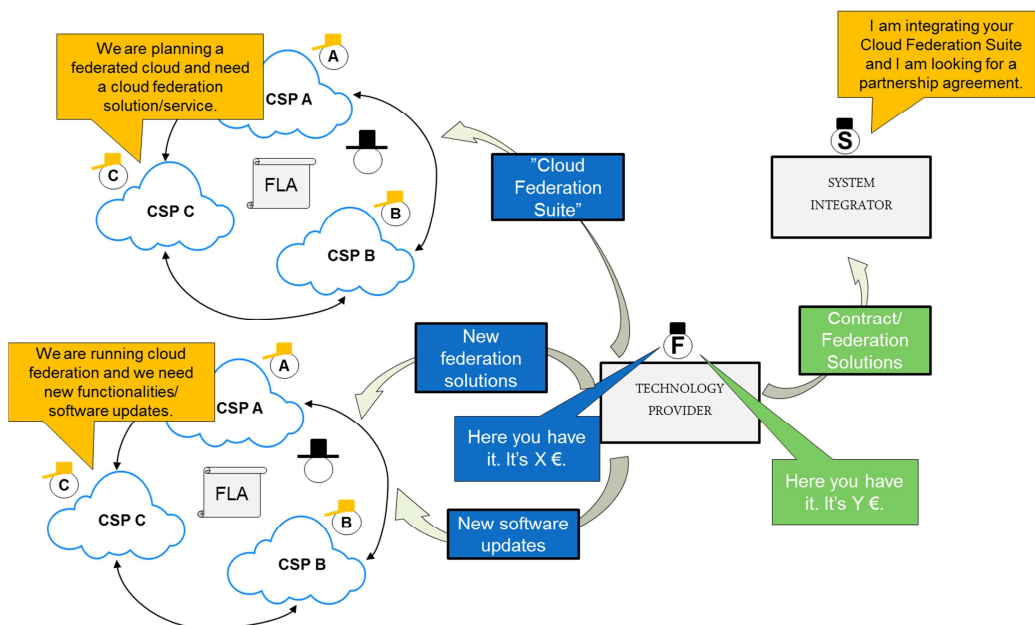 We are planning a
federated cloud and need
a cloud federation
solution/service.
A
CSP A
C
CSP C
FLA
B
CSP B
"Cloud
Federation
Suite"
I am integrating your
Cloud Federation Suite
and I am looking for a
partnership agreement.
S
SYSTEM
INTEGRATOR
We are running cloud
federation and we need
new functionalities/
software updates.
A
CSP A
C
CSP C
FLA
B
CSP B
New
federation
solutions
New software
updates
F
TECHNOLOGY
PROVIDER
Here you have
it. It's X €.
Contract/
Federation
Solutions
Here you have
it. It's Y €.